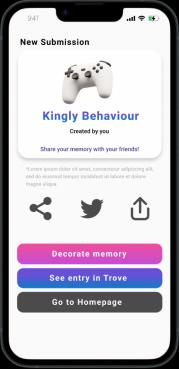 9:41
New Submission
Kingly Behaviour
Created by you
Share your memory with your friends!
*Lorem ipsum dolor sit amet, consectetur adipiscing elit,
sed do eiusmod tempor incididunt ut labore et dolore
magna aliqua.
Decorate memory
See entry in Trove
Go to Homepage